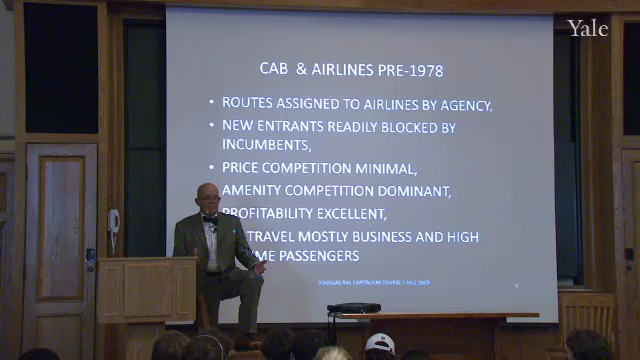 Yale
CAB & AIRLINES PRE-1978
• ROUTES ASSIGNED TO AIRLINES BY AGENCY,
• NEW ENTRANTS READILY BLOCKED BY
INCUMBENTS,
• PRICE COMPETITION MINIMAL,
AMENITY COMPETITION DOMINANT,
PROFITABILITY EXCELLENT,
TRAVEL MOSTLY BUSINESS AND HIGH
PASSENGERS
DOUGLAS RAE CAPITALISM COURSE / YALE 2009